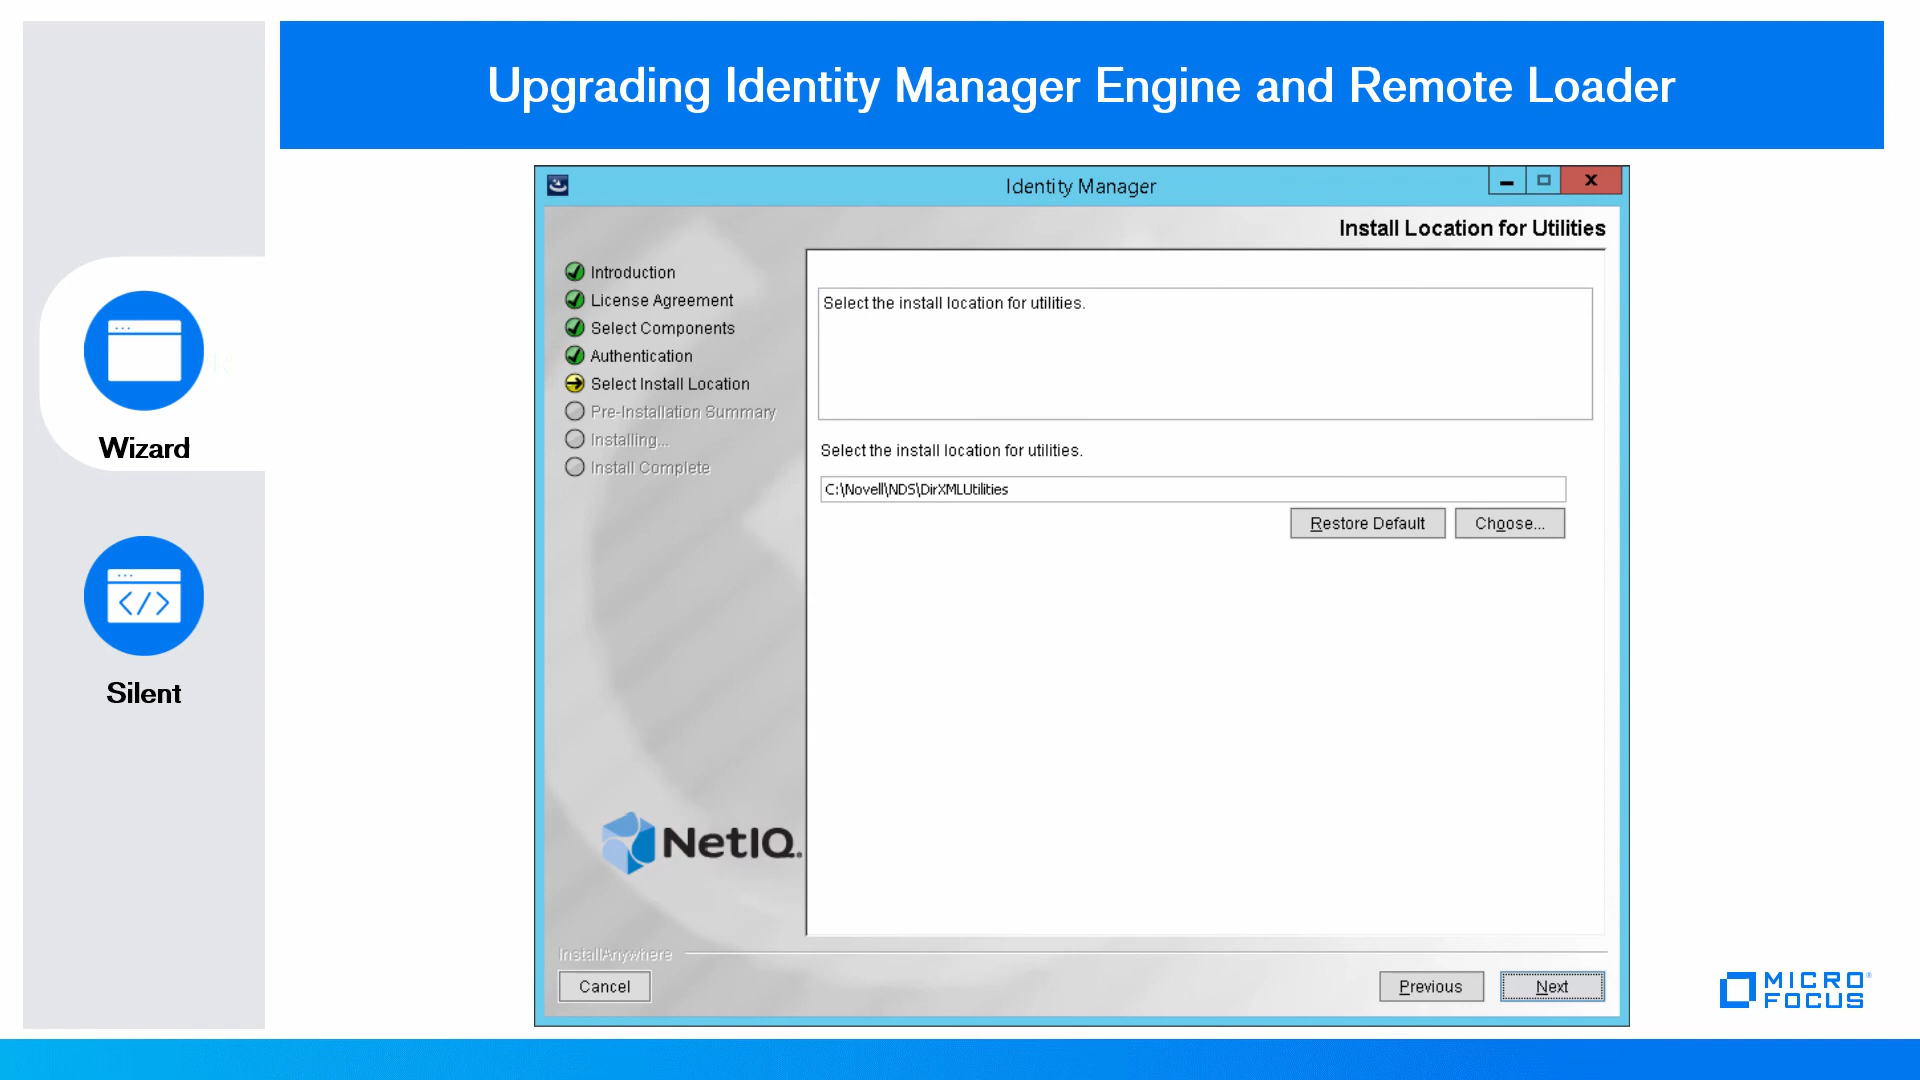 Upgrading Identity Manager Engine and Remote Loader
Wizard
</>
Silent
Identity Manager
Install Location for Utilities
Introduction
License Agreement
Select Components
Authentication
Select Install Location
Pre-Installation Summary
Installing...
Install Complete
NetIQ.
Select the install location for utilities.
Select the install location for utilities.
C:\Novell\NDS\DirXMLUtilities
Restore Default
Choose...
InstallAnywhere
Cancel
Previous
Next
MICRO
FOCUS